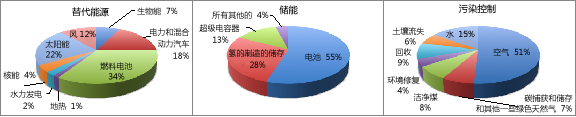 替代能源
生物能 7%
风 12%
电力和混合
动力汽车
18%
太阳能
22%
燃料电池
34%
核能 4%
水力发电
2%
地热 1%
储能
所有其他的 4%
超级电容器
13%
电池 55%
氢的制造的储存
28%
污染控制
水 15%
土壤流失
6%
空气 51%
回收
9%
环境修复
4%
洁净煤
8%
碳捕获和储存
和其他一些绿色天然气 7%